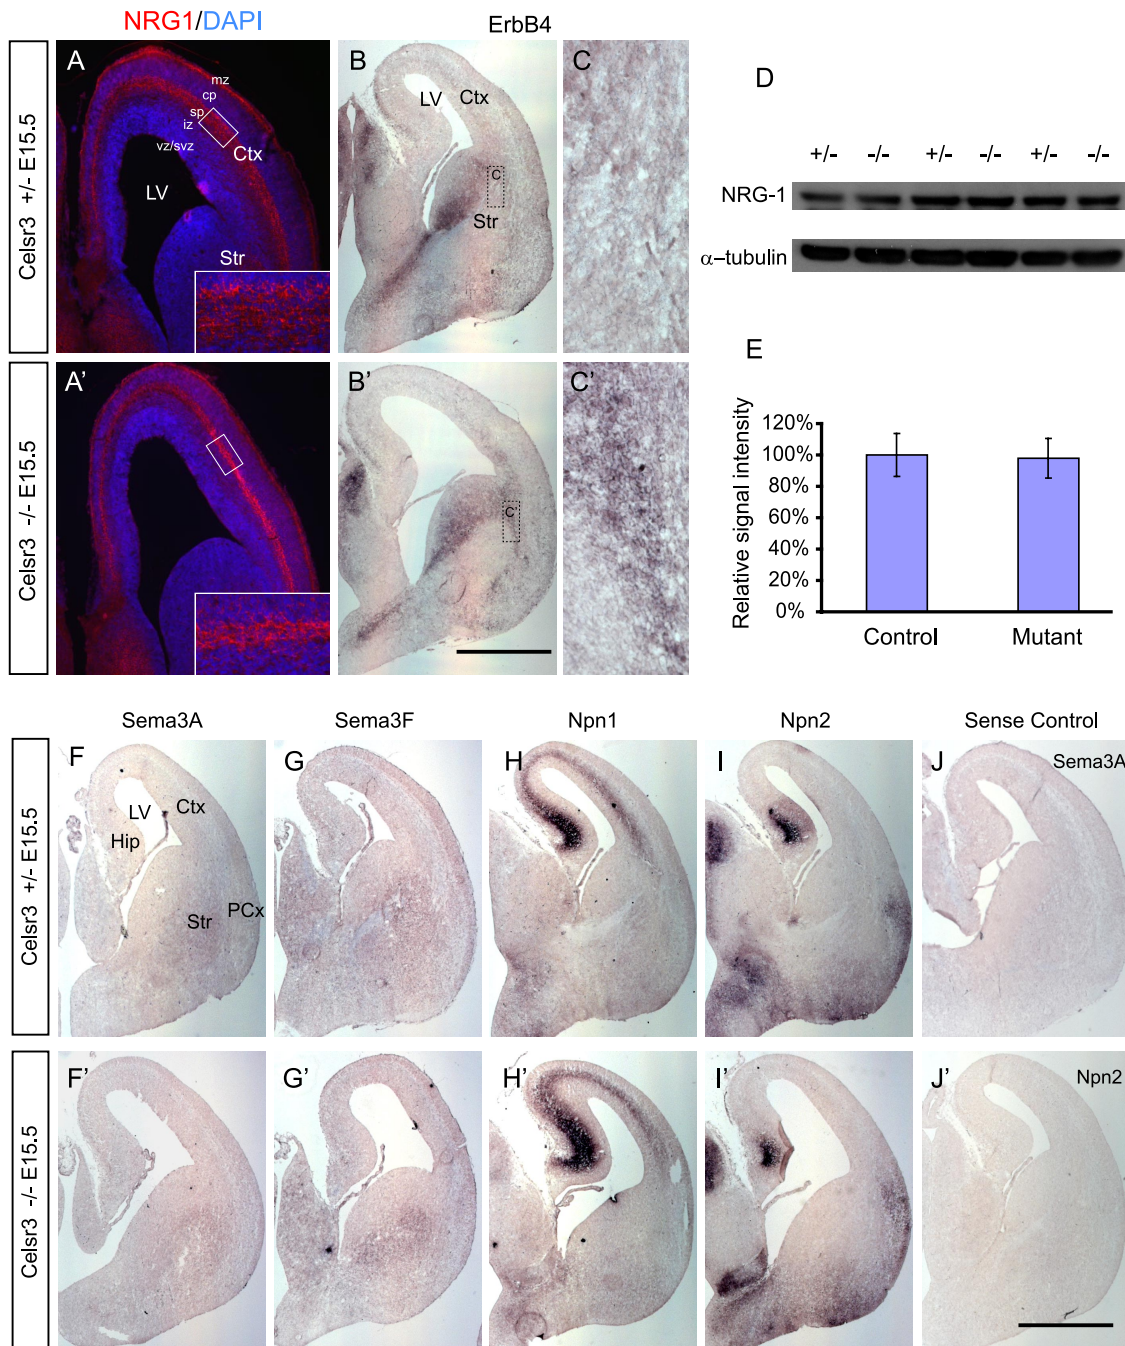 NRG1/DAPI
ErbB4
Celsr3 +/- E15.5
A
mz
cp
sp
iz
vz/svz
Ctx
LV
Str
B
LV
Ctx
C
Str
C
D
+/- -/- +/- -/- +/- -/-
NRG-1
α–tubulin
Celsr3 -/- E15.5
A'
B'
C'
C'
E
Relative signal intensity
120%
100%
80%
60%
40%
20%
0%
Control
Mutant
Sema3A
Sema3F
Npn1
Npn2
Sense Control
Celsr3 +/- E15.5
F
LV
Ctx
Hip
Str
PCx
G
H
I
J
Sema3A
Celsr3 -/- E15.5
F'
G'
H'
I'
J'
Npn2